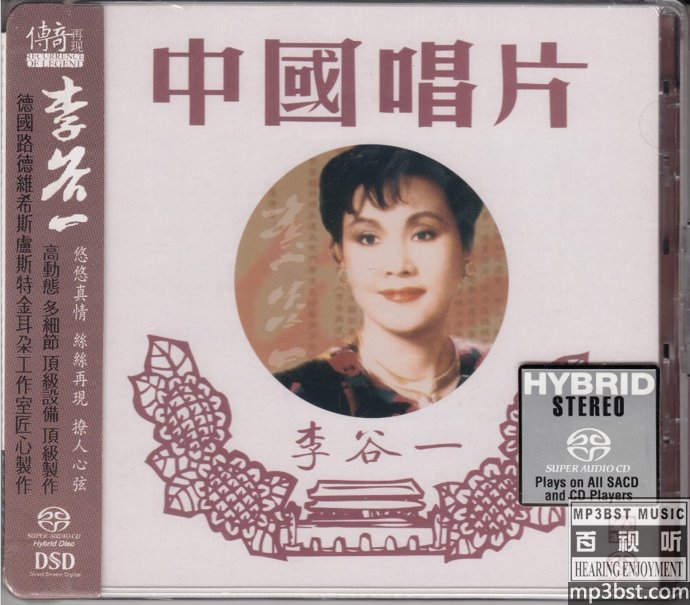 傳奇
再現
RECURRENCE
OF LEGEND
李谷一
悠悠真情 絲絲再現 撩人心弦
高動態 多細節 頂級設備 頂級製作
德國路德維希斯盧斯特金耳朵工作室匠心製作
SUPER AUDIO CD
Hybrid Disc
DSD
Direct Stream Digital
中國唱片
李谷一
HYBRID
STEREO
SUPER AUDIO CD
Plays on All SACD
and CD Players
MP3BST MUSIC
百视听
HEARING ENJOYMENT
mp3bst.com